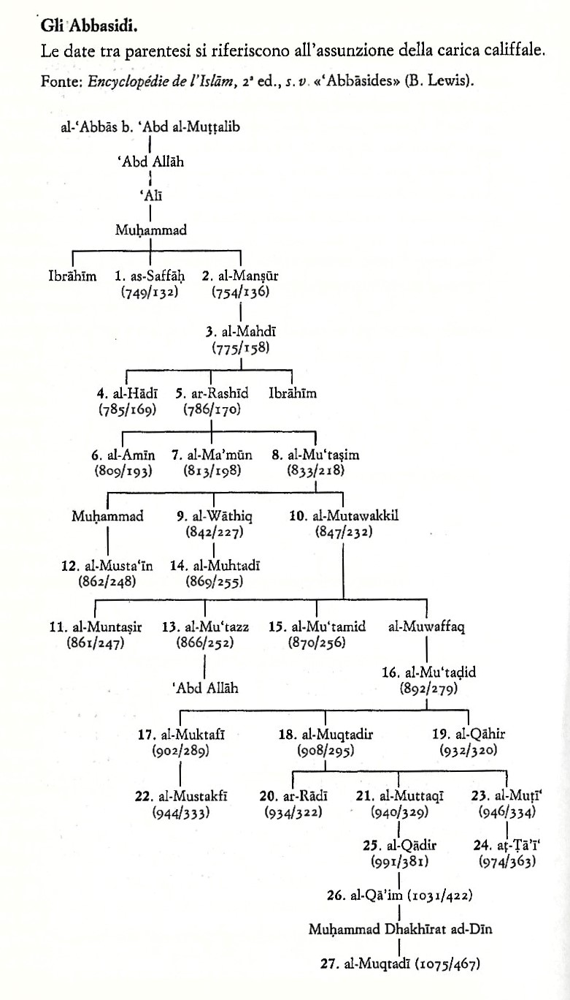 Gli Abbasidi.
Le date tra parentesi si riferiscono all'assunzione della carica califfale.
Fonte: Encyclopédie de l'Islām, 2ª ed., s. v. «‘Abbāsides» (B. Lewis).
al-‘Abbās b. ‘Abd al-Muṭṭalib
‘Abd Allāh
‘Alī
Muḥammad
Ibrāhīm 1. as-Saffāḥ 2. al-Manṣūr
(749/132) (754/136)
3. al-Mahdī
(775/158)
4. al-Hādī 5. ar-Rashīd Ibrāhīm
(785/169) (786/170)
6. al-Amīn 7. al-Ma’mūn 8. al-Mu‘taṣim
(809/193) (813/198) (833/218)
Muḥammad 9. al-Wāthiq 10. al-Mutawakkil
(842/227) (847/232)
12. al-Musta‘īn 14. al-Muhtadī
(862/248) (869/255)
11. al-Muntaṣir 13. al-Mu‘tazz 15. al-Mu‘tamid al-Muwaffaq
(861/247) (866/252) (870/256)
16. al-Mu‘taḍid
‘Abd Allāh (892/279)
17. al-Muktafī 18. al-Muqtadir 19. al-Qāhir
(902/289) (908/295) (932/320)
22. al-Mustakfī 20. ar-Rādī 21. al-Muttaqī 23. al-Muṭī‘
(944/333) (934/322) (940/329) (946/334)
25. al-Qādir 24. aṭ-Ṭā’ī‘
(991/381) (974/363)
26. al-Qā’im (1031/422)
Muḥammad Dhakhīrat ad-Dīn
27. al-Muqtadī (1075/467)